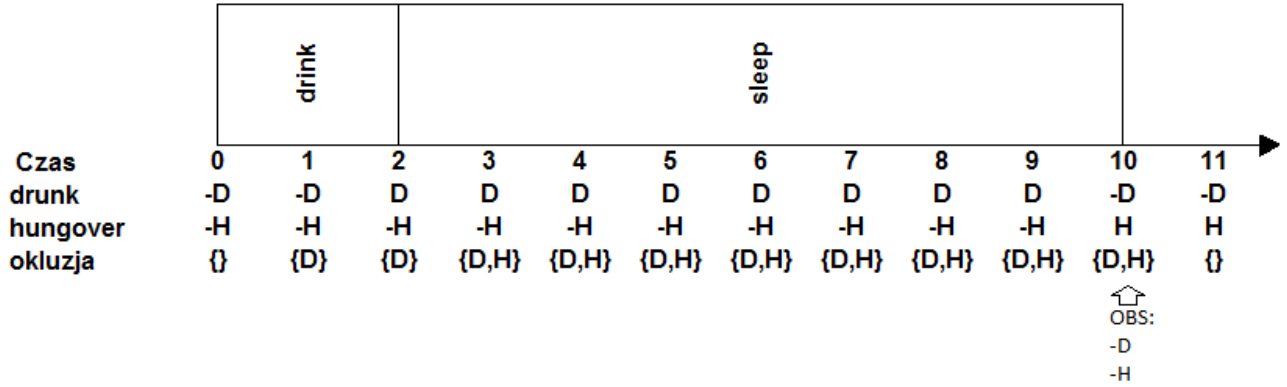 drink
sleep
Czas 0 1 2 3 4 5 6 7 8 9 10 11
drunk -D -D D D D D D D D D -D -D
hungover -H -H -H -H -H -H -H -H -H -H H H
okluzja {} {D} {D} {D,H} {D,H} {D,H} {D,H} {D,H} {D,H} {D,H} {D,H} {}
OBS:
-D
-H